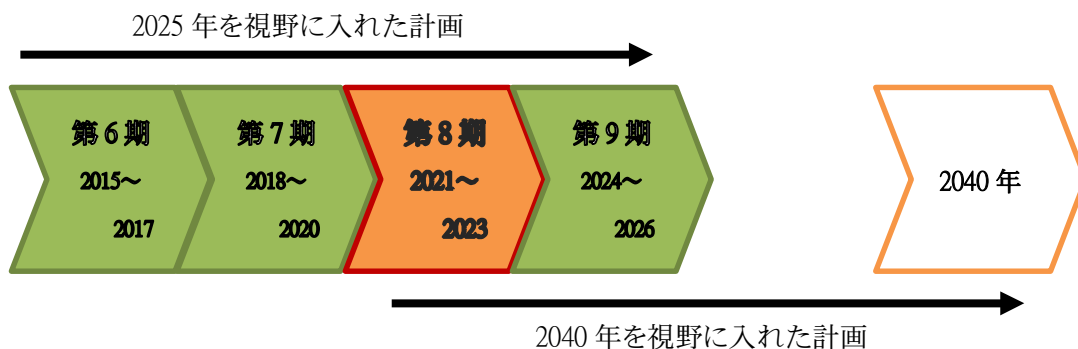 2025 年を視野に入れた計画
第 6 期
2015～
2017
第 7 期
2018～
2020
第 8 期
2021～
2023
第 9 期
2024～
2026
2040 年
2040 年を視野に入れた計画